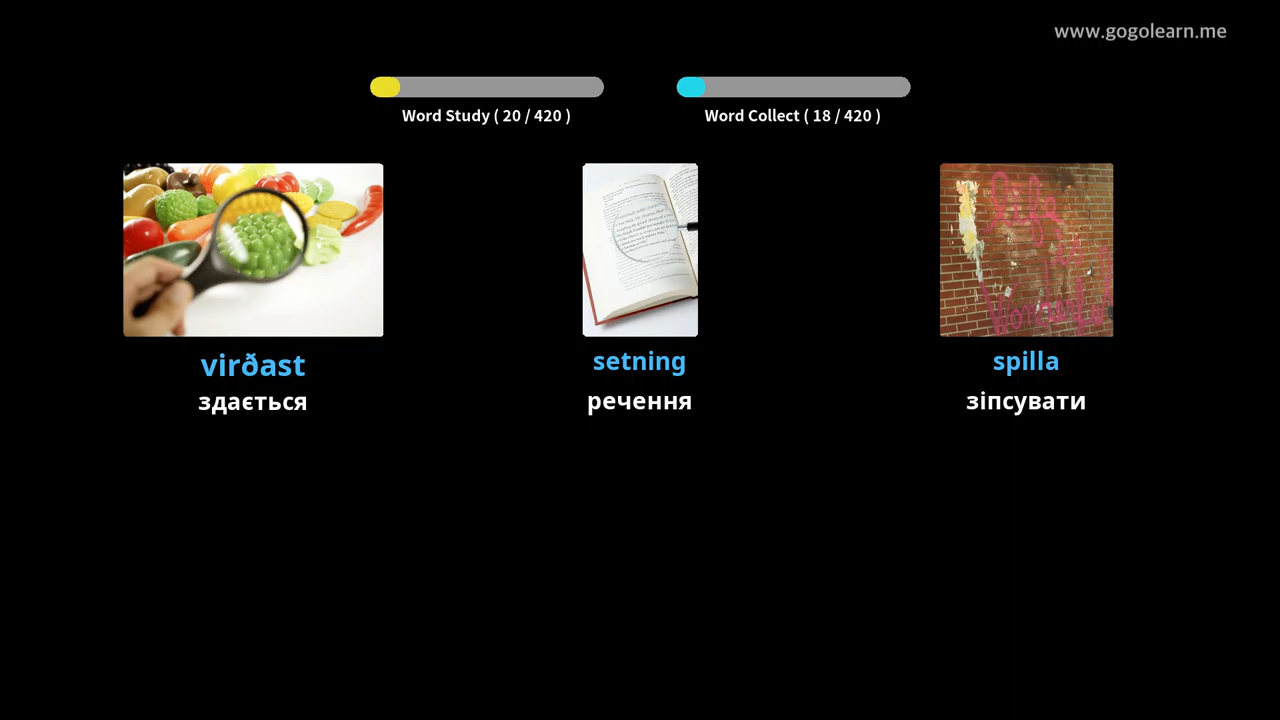 www.gogolearn.me
Word Study ( 20 / 420 )
Word Collect ( 18 / 420 )
virðast
setning
spilla
здається
речення
зіпсувати